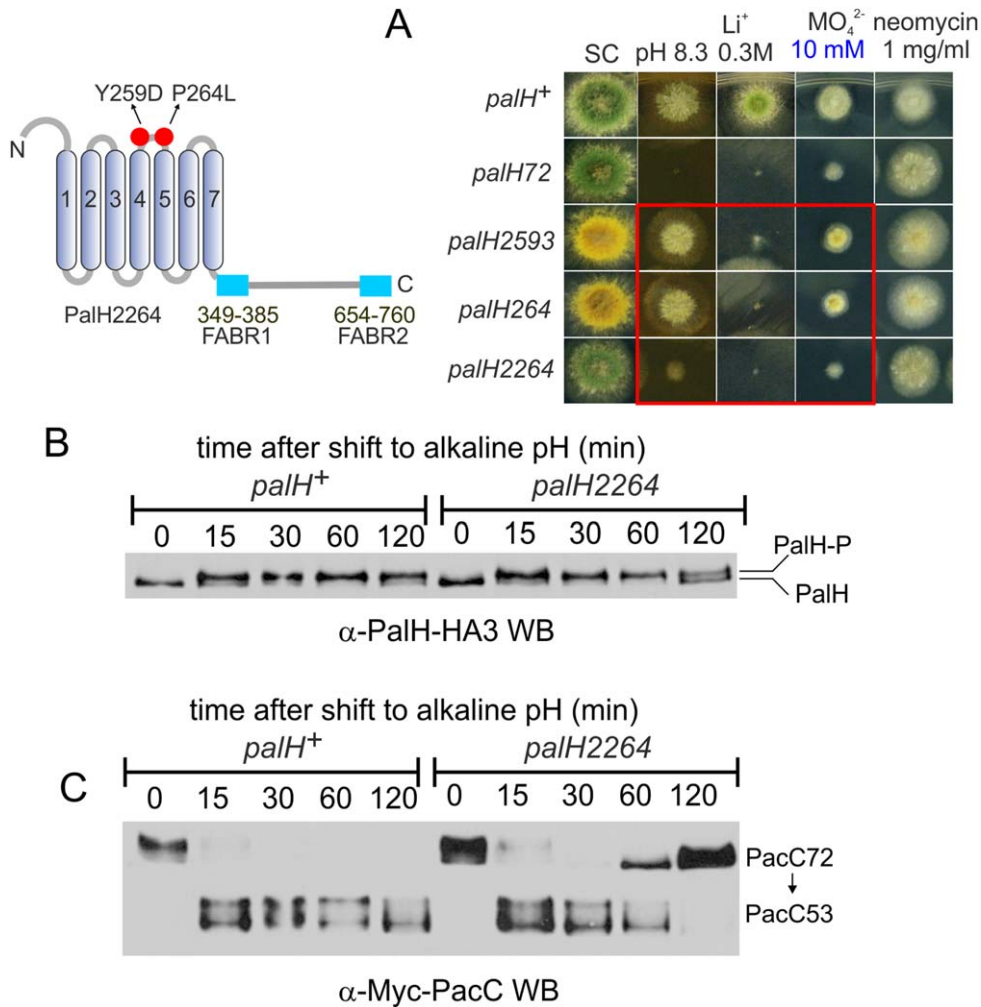 A
Y259D P264L
N
1 2 3 4 5 6 7
C
PalH2264
349-385
FABR1
654-760
FABR2
Li⁺ MO₄²⁻ neomycin
SC pH 8.3 0.3M 10 mM 1 mg/ml
palH⁺
palH72
palH2593
palH264
palH2264
B
time after shift to alkaline pH (min)
palH⁺ palH2264
0 15 30 60 120 0 15 30 60 120
PalH-P
PalH
α-PalH-HA3 WB
time after shift to alkaline pH (min)
palH⁺ palH2264
C
0 15 30 60 120 0 15 30 60 120
PacC72
↓
PacC53
α-Myc-PacC WB